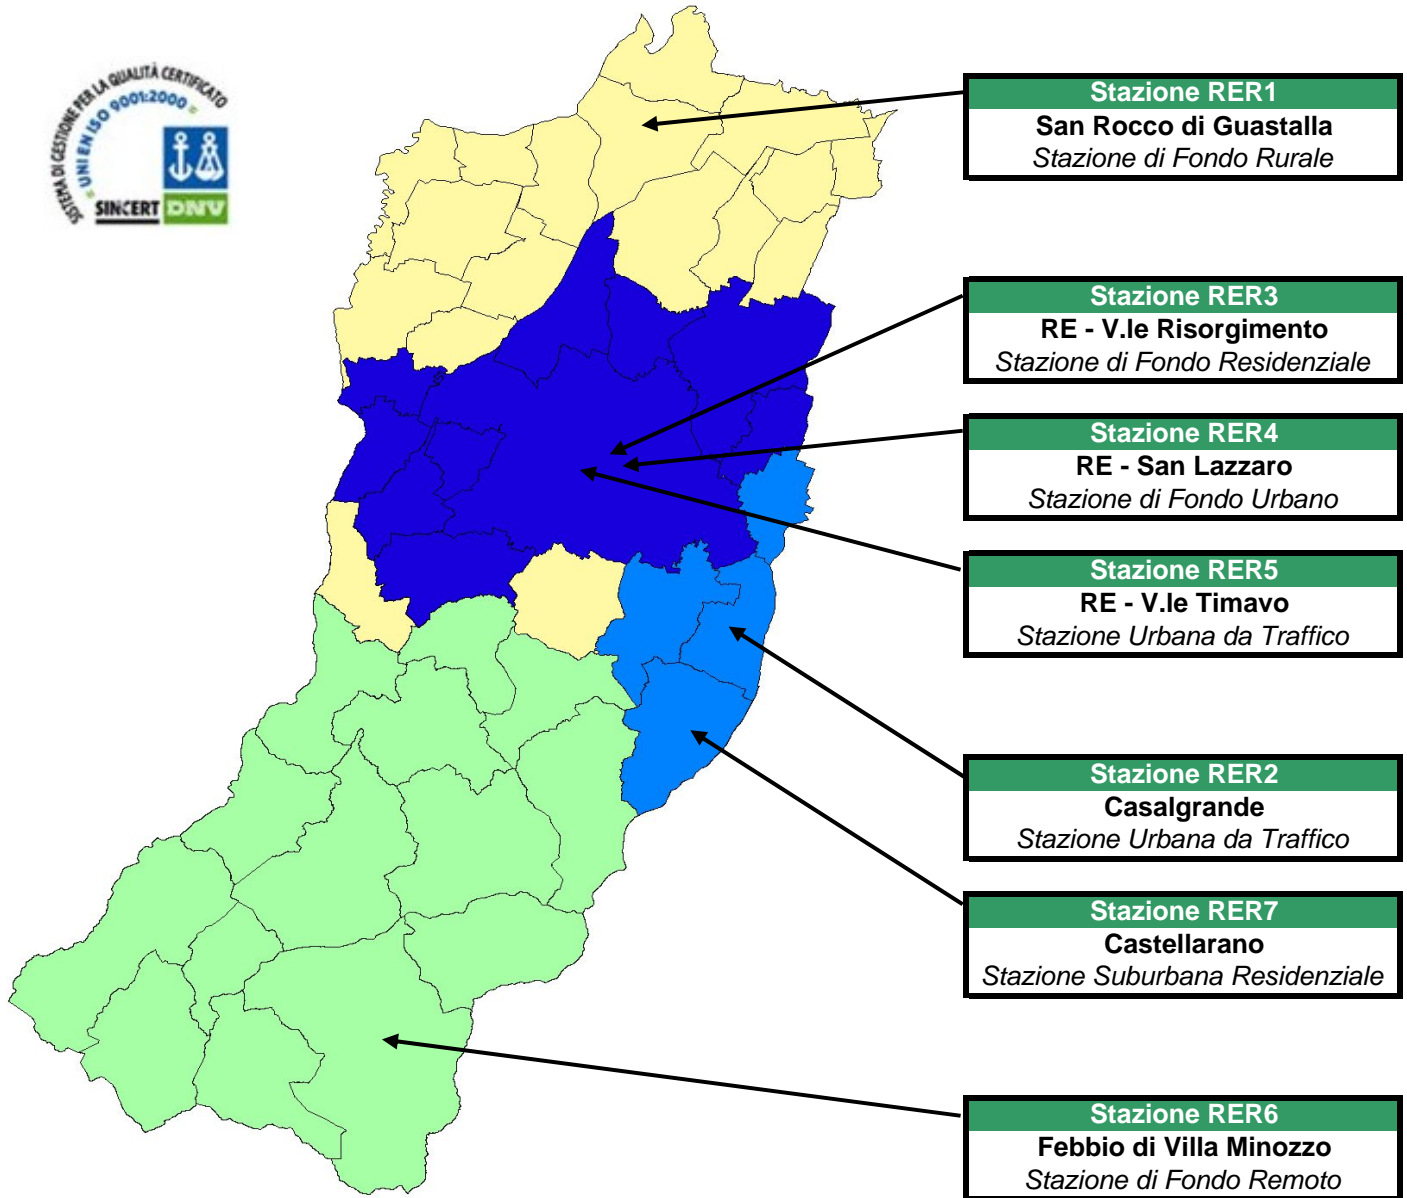 SISTEMA DI GESTIONE PER LA QUALITÀ CERTIFICATO
= UNI EN ISO 9001:2000 =
SINCERT DNV
Stazione RER1
San Rocco di Guastalla
Stazione di Fondo Rurale
Stazione RER3
RE - V.le Risorgimento
Stazione di Fondo Residenziale
Stazione RER4
RE - San Lazzaro
Stazione di Fondo Urbano
Stazione RER5
RE - V.le Timavo
Stazione Urbana da Traffico
Stazione RER2
Casalgrande
Stazione Urbana da Traffico
Stazione RER7
Castellarano
Stazione Suburbana Residenziale
Stazione RER6
Febbio di Villa Minozzo
Stazione di Fondo Remoto